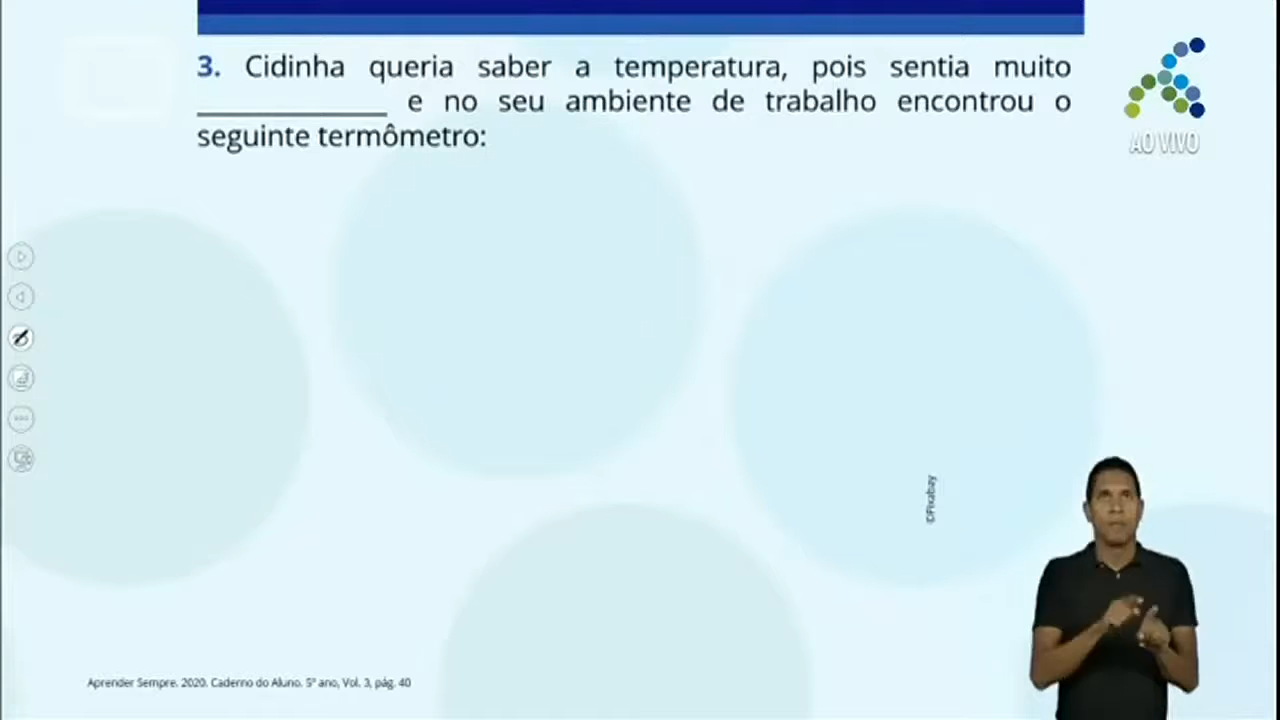 3. Cidinha queria saber a temperatura, pois sentia muito
____________ e no seu ambiente de trabalho encontrou o
seguinte termômetro:
AO VIVO
©Pixabay
Aprender Sempre. 2020. Caderno do Aluno. 5º ano, Vol. 3, pág. 40